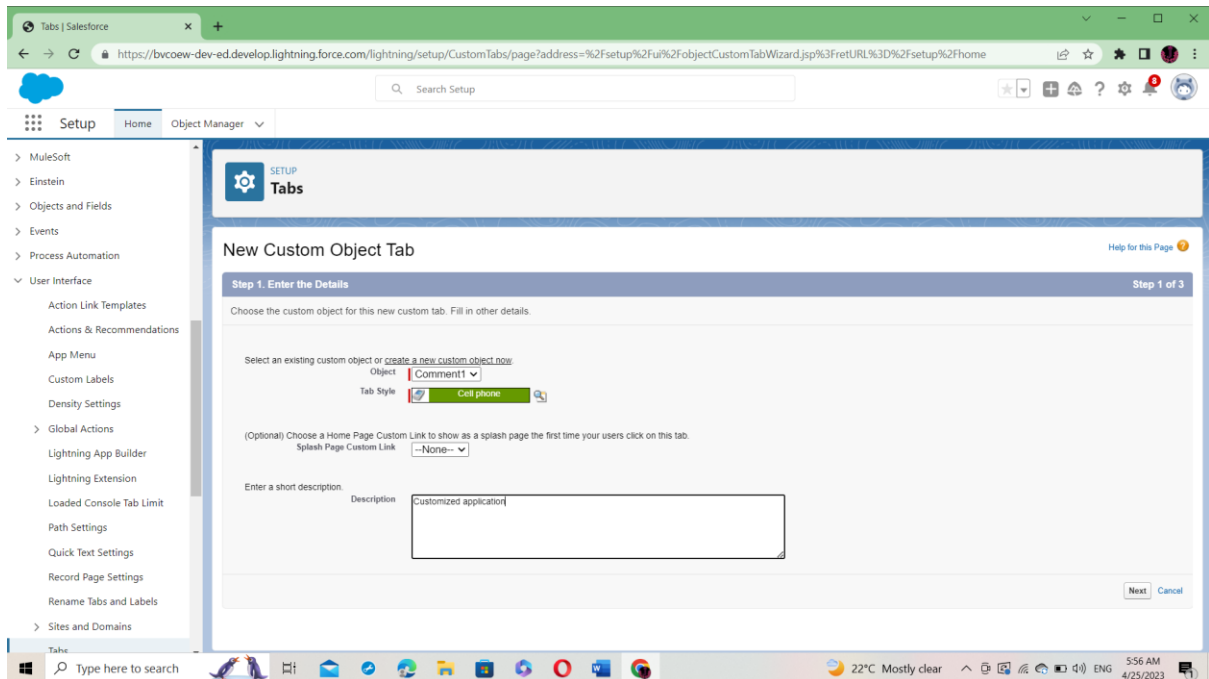 Tabs | Salesforce
https://bvcoew-dev-ed.develop.lightning.force.com/lightning/setup/CustomTabs/page?address=%2Fsetup%2Fui%2FobjectCustomTabWizard.jsp%3FretURL%3D%2Fsetup%2Fhome
Search Setup
8
Setup Home Object Manager
MuleSoft
Einstein
Objects and Fields
Events
Process Automation
User Interface
Action Link Templates
Actions & Recommendations
App Menu
Custom Labels
Density Settings
Global Actions
Lightning App Builder
Lightning Extension
Loaded Console Tab Limit
Path Settings
Quick Text Settings
Record Page Settings
Rename Tabs and Labels
Sites and Domains
Tabs
SETUP
Tabs
New Custom Object Tab
Help for this Page ?
Step 1. Enter the Details Step 1 of 3
Choose the custom object for this new custom tab. Fill in other details.
Select an existing custom object or create a new custom object now.
Object Comment1
Tab Style Cell phone
(Optional) Choose a Home Page Custom Link to show as a splash page the first time your users click on this tab.
Splash Page Custom Link --None--
Enter a short description.
Description Customized application
Next Cancel
Type here to search
22°C Mostly clear
ENG
5:56 AM
4/25/2023